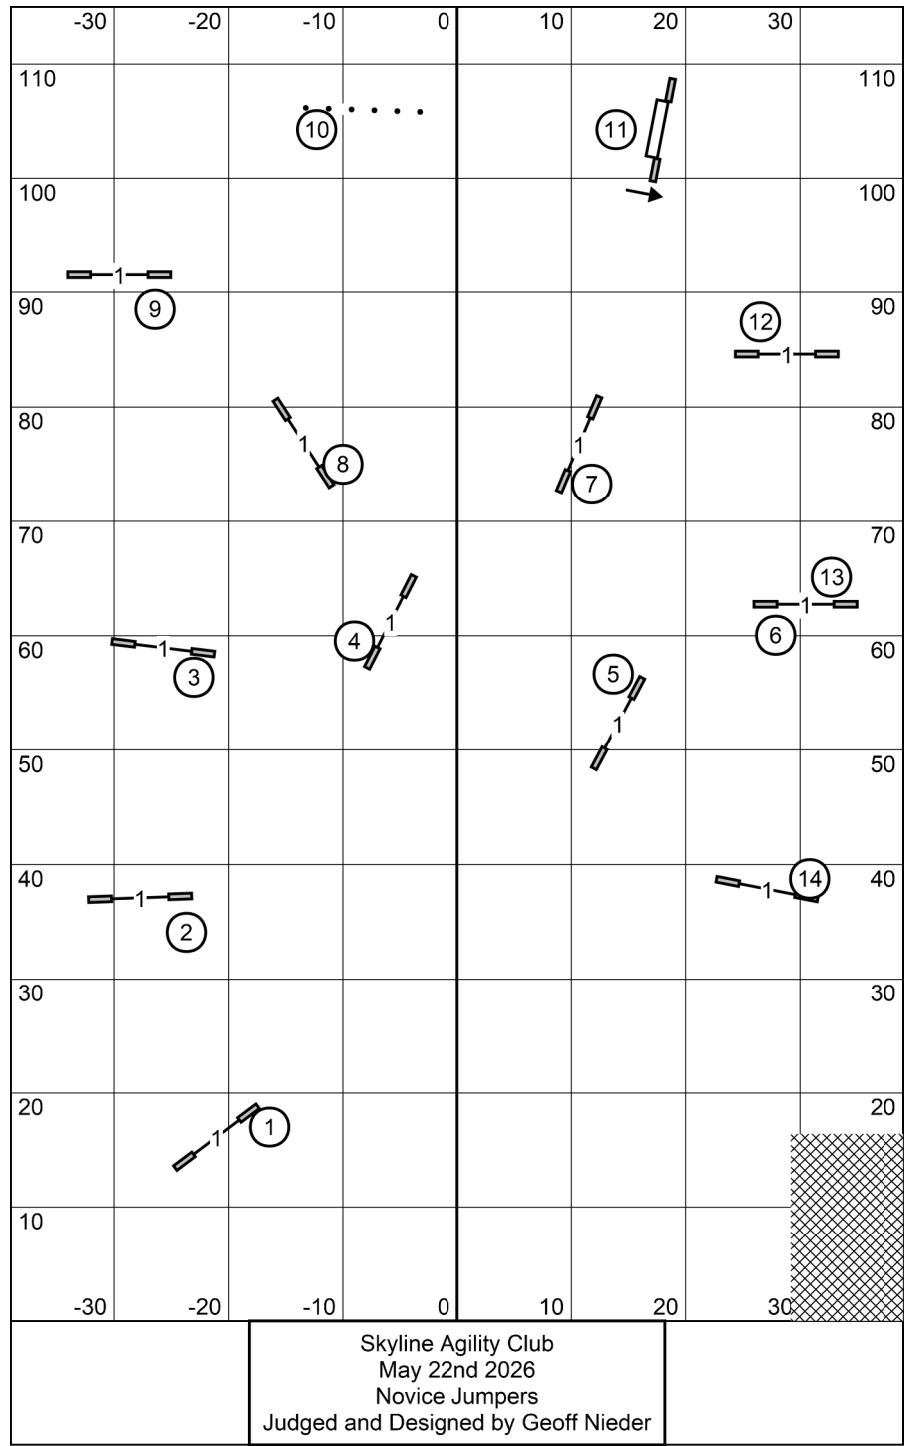 -30 -20 -10 0 10 20 30
110 110
10 11
100 100
1
90 90
9 12
1
80 80
1 1
8 7
70 70
13
1
4 1 6
60 1 60
3 5
1
50 50
40 14 40
1 1
2
30 30
20 20
1 1
10
-30 -20 -10 0 10 20 30
Skyline Agility Club
May 22nd 2026
Novice Jumpers
Judged and Designed by Geoff Nieder